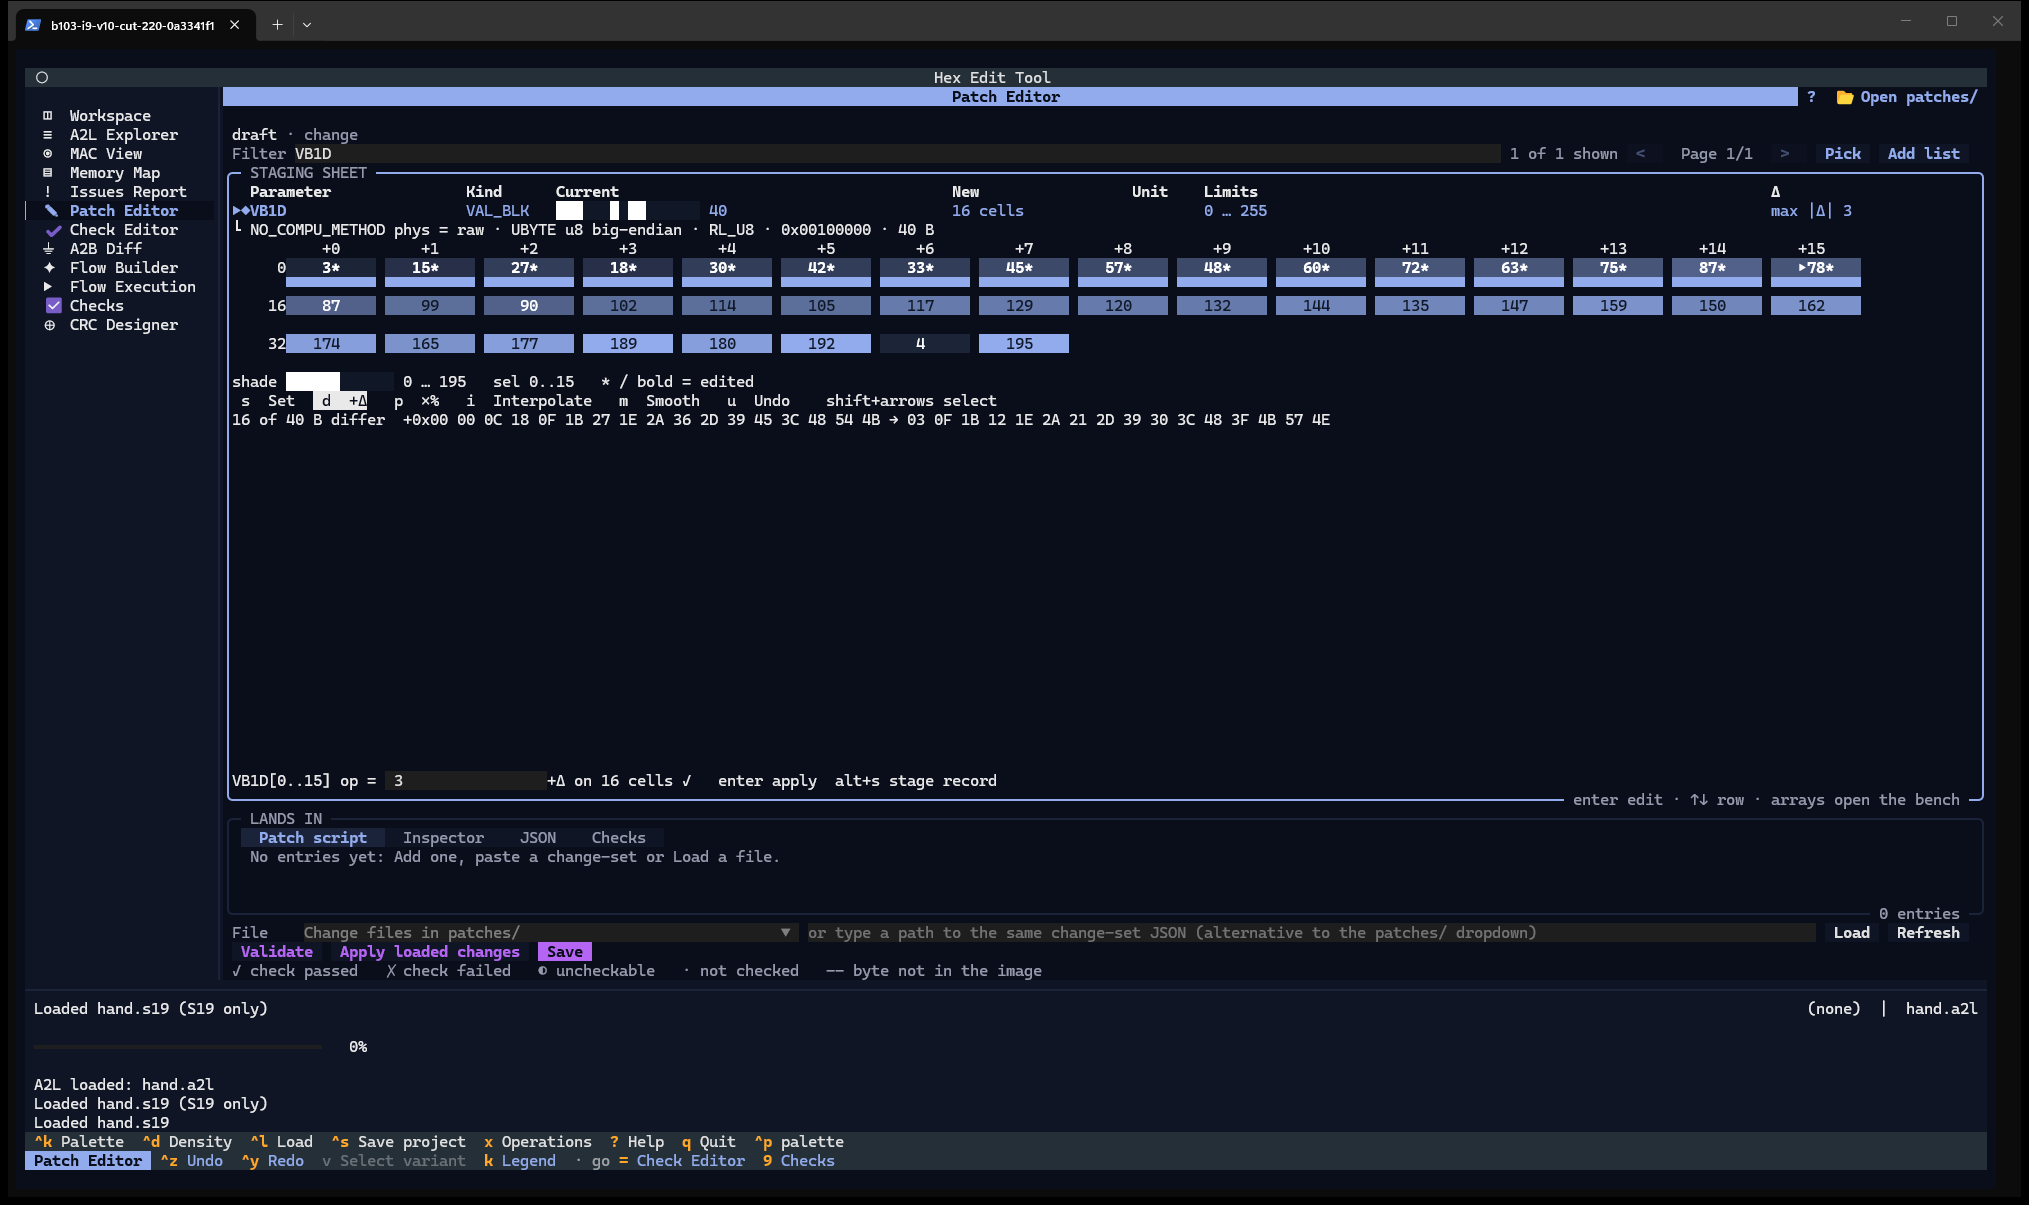 b103-i9-v10-cut-220-0a3341f1
Hex Edit Tool
Patch Editor ? Open patches/
Workspace
A2L Explorer
MAC View
Memory Map
! Issues Report
Patch Editor
Check Editor
A2B Diff
Flow Builder
Flow Execution
Checks
CRC Designer
draft · change
Filter VB1D 1 of 1 shown < Page 1/1 > Pick Add list
STAGING SHEET
Parameter Kind Current New Unit Limits Δ
▶◆VB1D VAL_BLK 40 16 cells 0 … 255 max |Δ| 3
└ NO_COMPU_METHOD phys = raw · UBYTE u8 big-endian · RL_U8 · 0x00100000 · 40 B
+0 +1 +2 +3 +4 +5 +6 +7 +8 +9 +10 +11 +12 +13 +14 +15
0 3* 15* 27* 18* 30* 42* 33* 45* 57* 48* 60* 72* 63* 75* 87* ▸78*
16 87 99 90 102 114 105 117 129 120 132 144 135 147 159 150 162
32 174 165 177 189 180 192 4 195
shade 0 … 195 sel 0..15 * / bold = edited
s Set d +Δ p ×% i Interpolate m Smooth u Undo shift+arrows select
16 of 40 B differ +0x00 00 0C 18 0F 1B 27 1E 2A 36 2D 39 45 3C 48 54 4B → 03 0F 1B 12 1E 2A 21 2D 39 30 3C 48 3F 4B 57 4E
VB1D[0..15] op = 3 +Δ on 16 cells ✓ enter apply alt+s stage record
enter edit · ↑↓ row · arrays open the bench
LANDS IN
Patch script Inspector JSON Checks
No entries yet: Add one, paste a change-set or Load a file.
0 entries
File Change files in patches/ ▼ or type a path to the same change-set JSON (alternative to the patches/ dropdown) Load Refresh
Validate Apply loaded changes Save
✓ check passed ✗ check failed ◐ uncheckable · not checked -- byte not in the image
Loaded hand.s19 (S19 only) (none) | hand.a2l
0%
A2L loaded: hand.a2l
Loaded hand.s19 (S19 only)
Loaded hand.s19
^k Palette ^d Density ^l Load ^s Save project x Operations ? Help q Quit ^p palette
Patch Editor ^z Undo ^y Redo v Select variant k Legend · go = Check Editor 9 Checks